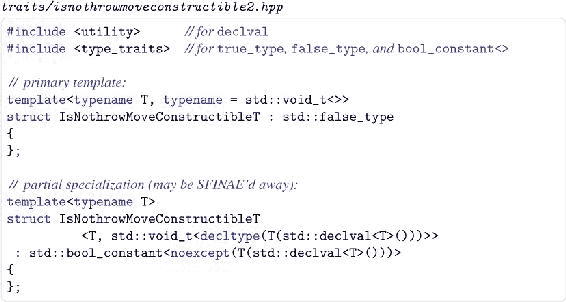 traits/isnothrowmoveconstructible2.hpp
#include <utility> // for declval
#include <type_traits> // for true_type, false_type, and bool_constant<>
// primary template:
template<typename T, typename = std::void_t<>>
struct IsNothrowMoveConstructibleT : std::false_type
{
};
// partial specialization (may be SFINAE'd away):
template<typename T>
struct IsNothrowMoveConstructibleT
<T, std::void_t<decltype(T(std::declval<T>()))>>
: std::bool_constant<noexcept(T(std::declval<T>()))>
{
};